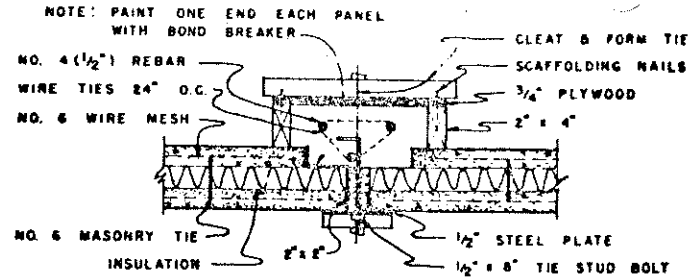 NOTE: PAINT ONE END EACH PANEL
WITH BOND BREAKER
NO. 4 (1/2") REBAR
WIRE TIES 24" O.C.
NO. 6 WIRE MESH
CLEAT & FORM TIE
SCAFFOLDING NAILS
3/4" PLYWOOD
2" x 4"
NO. 6 MASONRY TIE
INSULATION
2" x 2"
1/2" STEEL PLATE
1/2" x 8" TIE STUD BOLT